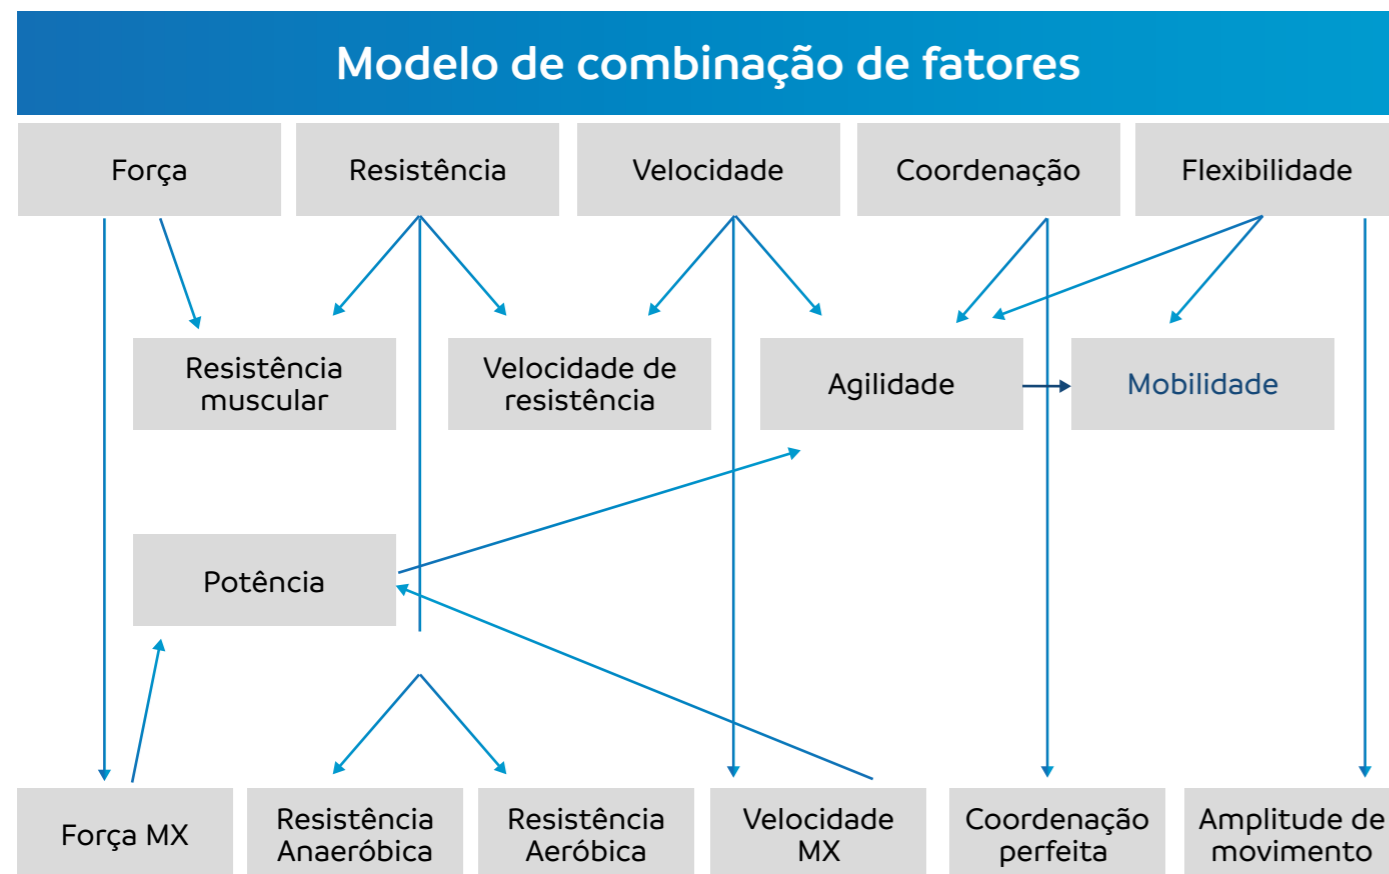 Modelo de combinação de fatores
Força
Resistência
Velocidade
Coordenação
Flexibilidade
Resistência
muscular
Velocidade de
resistência
Agilidade
Mobilidade
Potência
Força MX
Resistência
Anaeróbica
Resistência
Aeróbica
Velocidade
MX
Coordenação
perfeita
Amplitude de
movimento